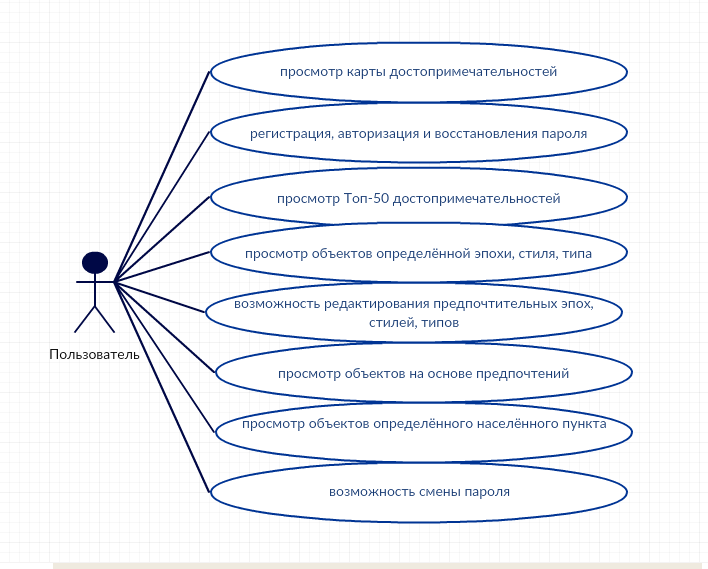 просмотр карты достопримечательностей
регистрация, авторизация и восстановления пароля
просмотр Топ-50 достопримечательностей
просмотр объектов определённой эпохи, стиля, типа
возможность редактирования предпочтительных эпох,
стилей, типов
Пользователь
просмотр объектов на основе предпочтений
просмотр объектов определённого населённого пункта
возможность смены пароля